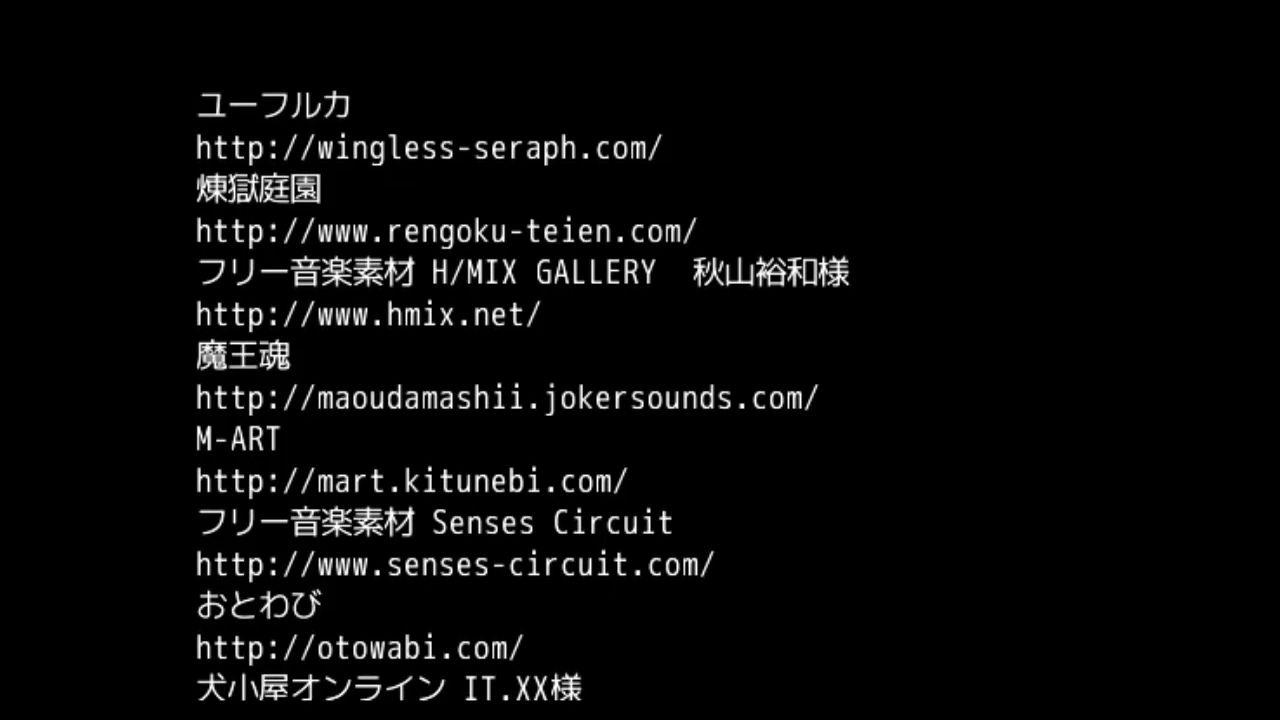 ユーフルカ
http://wingless-seraph.com/
煉獄庭園
http://www.rengoku-teien.com/
フリー音楽素材 H/MIX GALLERY　秋山裕和様
http://www.hmix.net/
魔王魂
http://maoudamashii.jokersounds.com/
M-ART
http://mart.kitunebi.com/
フリー音楽素材 Senses Circuit
http://www.senses-circuit.com/
おとわび
http://otowabi.com/
犬小屋オンライン IT.XX様